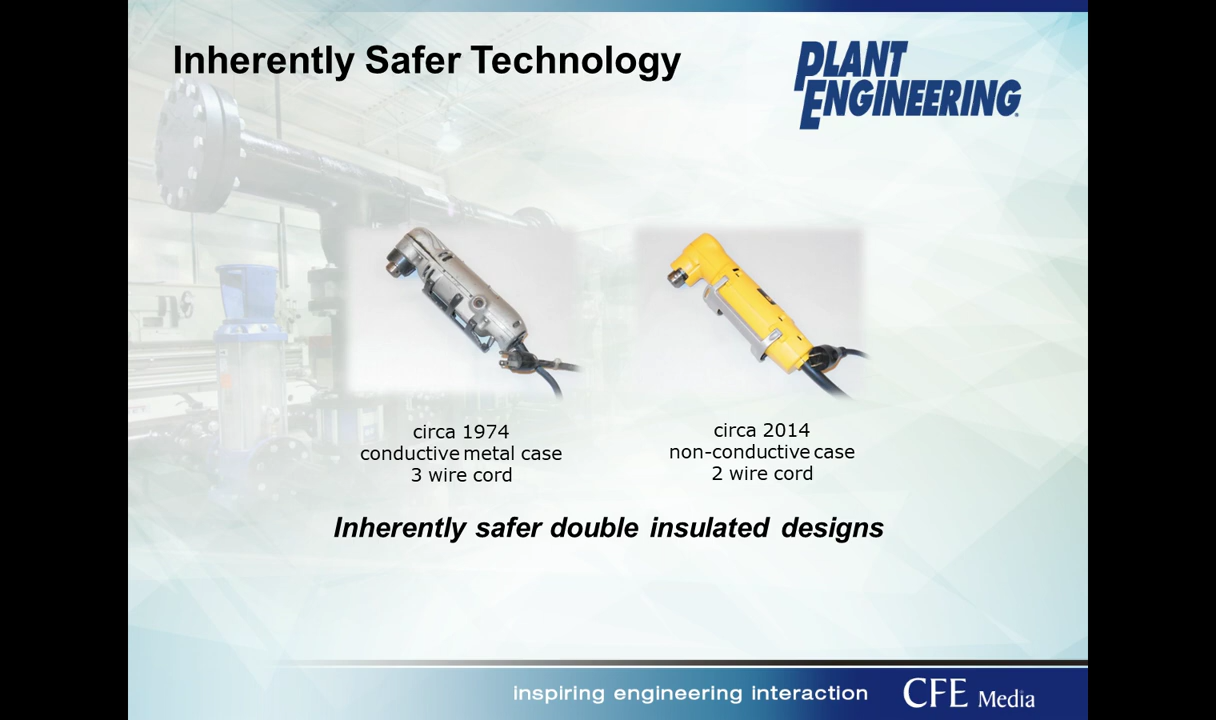 Inherently Safer Technology
PLANT
ENGINEERING®
circa 1974
conductive metal case
3 wire cord
circa 2014
non-conductive case
2 wire cord
Inherently safer double insulated designs
inspiring engineering interaction
CFE Media